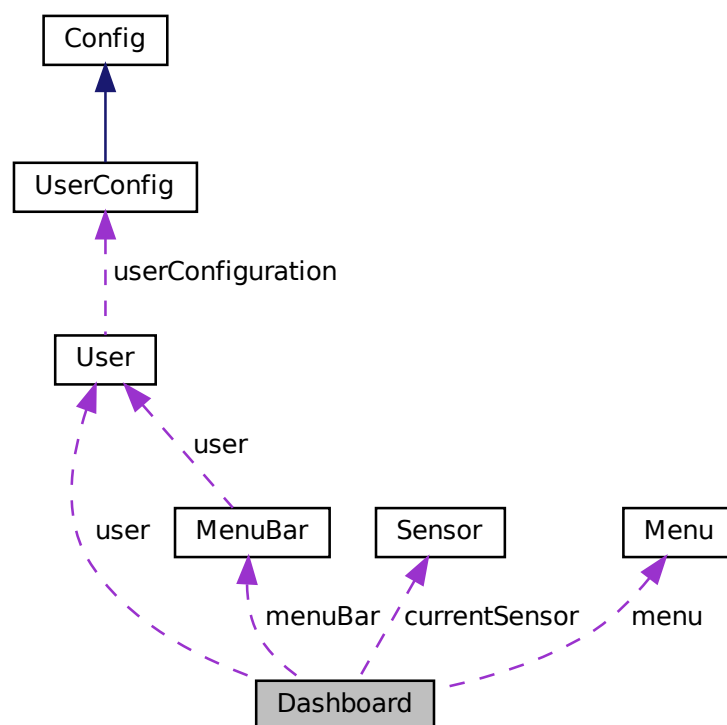 Config
UserConfig
userConfiguration
User
user
user
MenuBar
Sensor
Menu
menuBar
currentSensor
menu
Dashboard